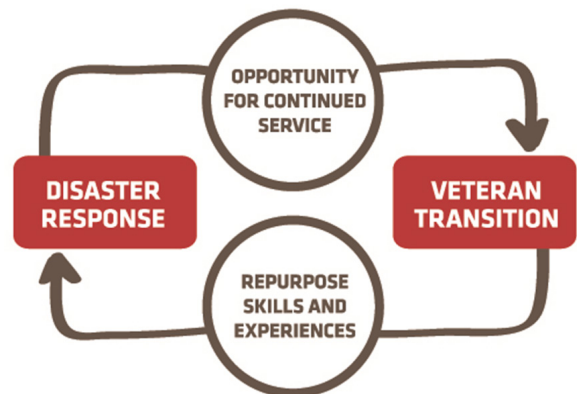 OPPORTUNITY
FOR CONTINUED
SERVICE
DISASTER
RESPONSE
VETERAN
TRANSITION
REPURPOSE
SKILLS AND
EXPERIENCES